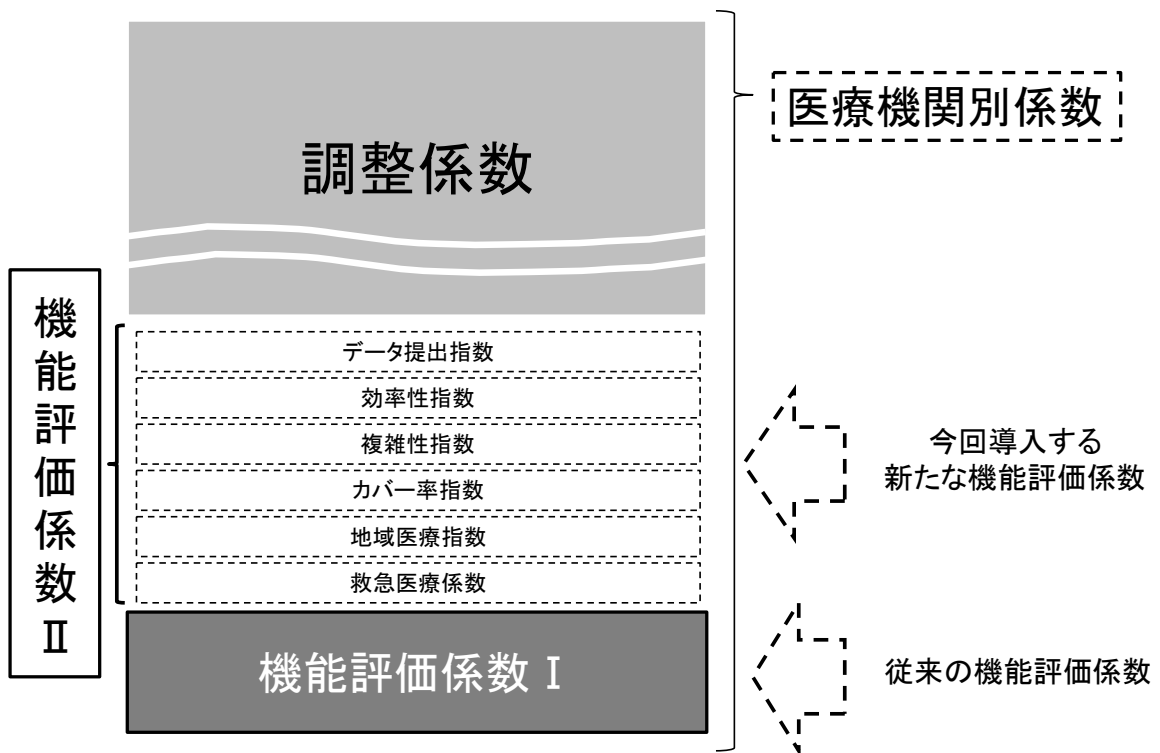 調整係数
医療機関別係数
機能評価係数Ⅱ
データ提出指数
効率性指数
複雑性指数
カバー率指数
地域医療指数
救急医療係数
今回導入する
新たな機能評価係数
機能評価係数Ⅰ
従来の機能評価係数